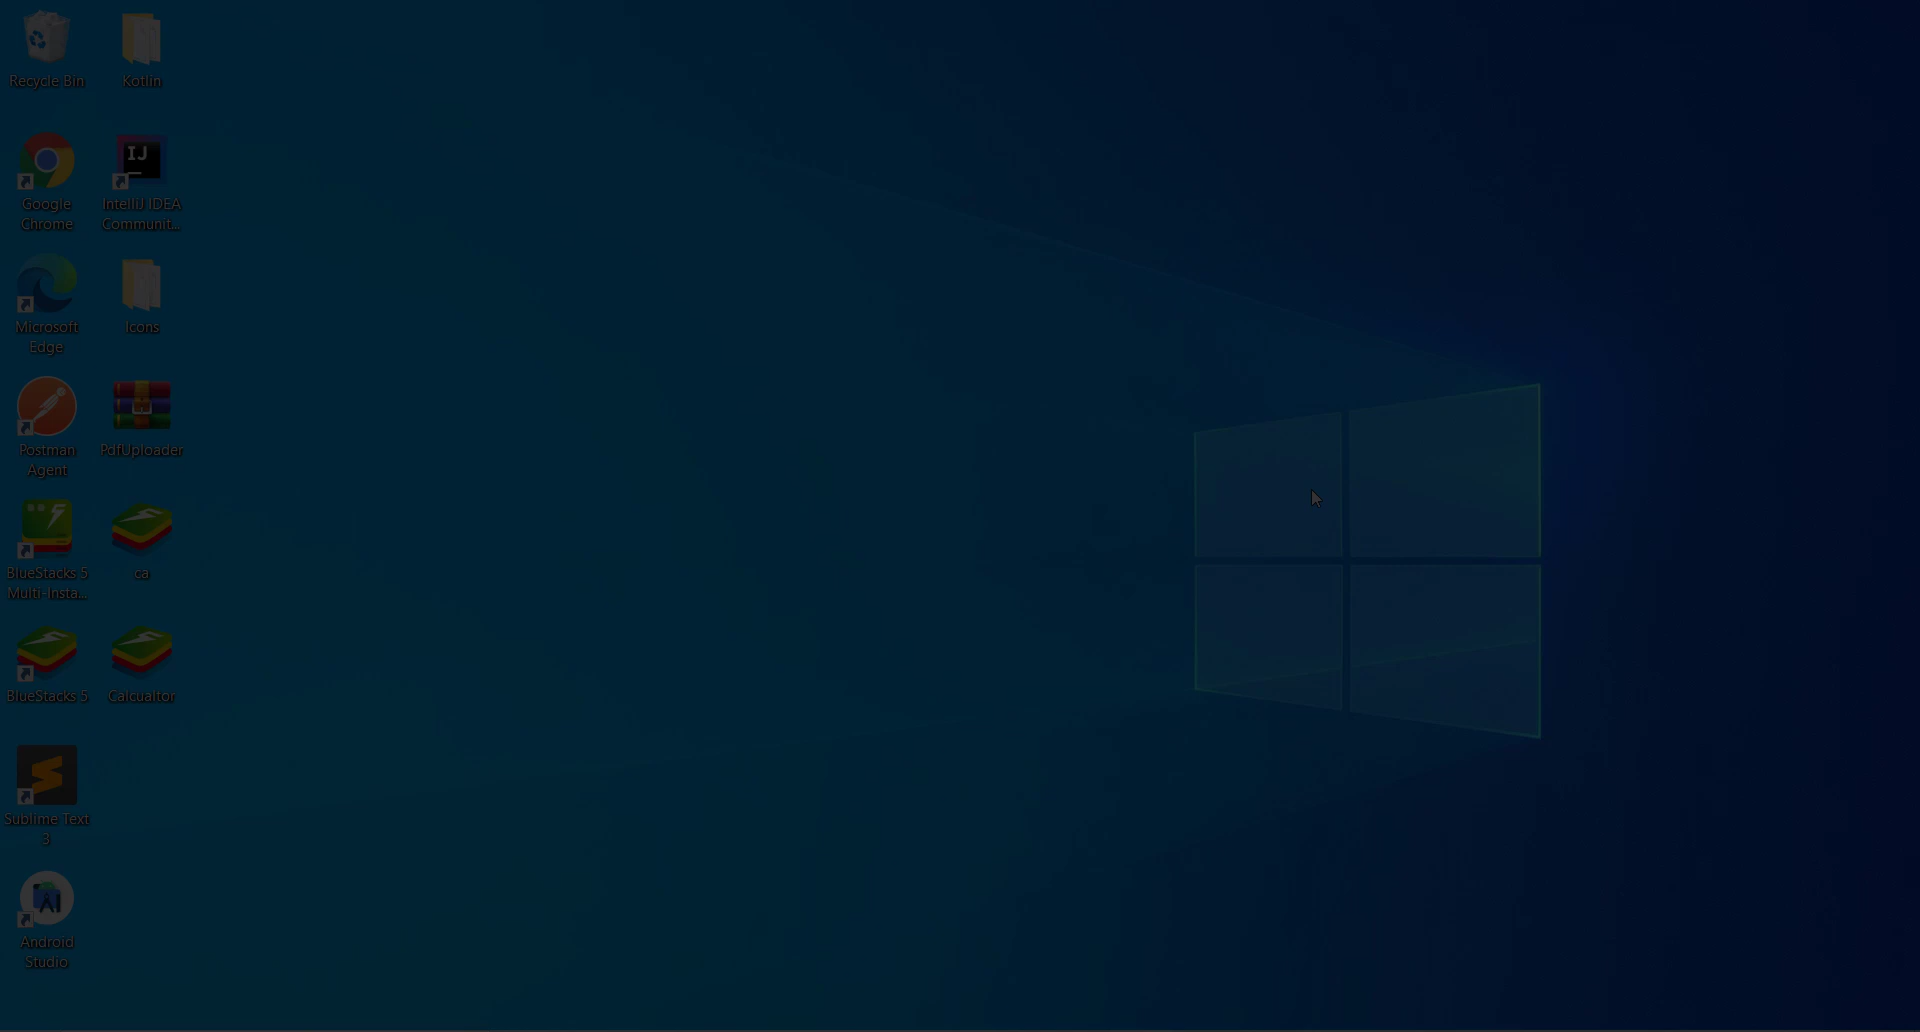 Recycle Bin
Kotlin
Google
Chrome
IJ
IntelliJ IDEA
Communit...
Microsoft
Edge
Icons
Postman
Agent
PdfUploader
BlueStacks 5
Multi-Insta...
ca
BlueStacks 5
Calcualtor
Sublime Text
3
Android
Studio